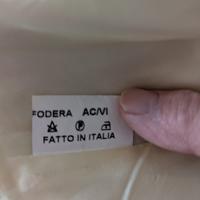 FODERA AC/VI
FATTO IN ITALIA